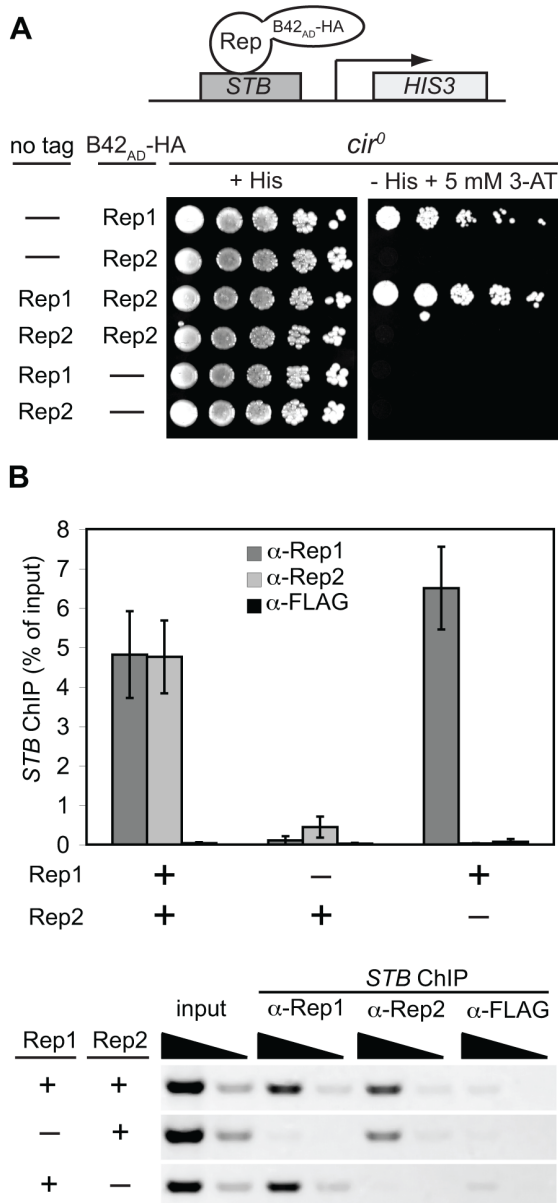 A
Rep B42AD-HA
STB HIS3
no tag B42AD-HA cir0
+ His - His + 5 mM 3-AT
— Rep1
— Rep2
Rep1 Rep2
Rep2 Rep2
Rep1 —
Rep2 —
B
STB ChIP (% of input)
8
7
6
5
4
3
2
1
0
α-Rep1
α-Rep2
α-FLAG
Rep1 + — +
Rep2 + + —
STB ChIP
input α-Rep1 α-Rep2 α-FLAG
Rep1 Rep2
+ +
— +
+ —